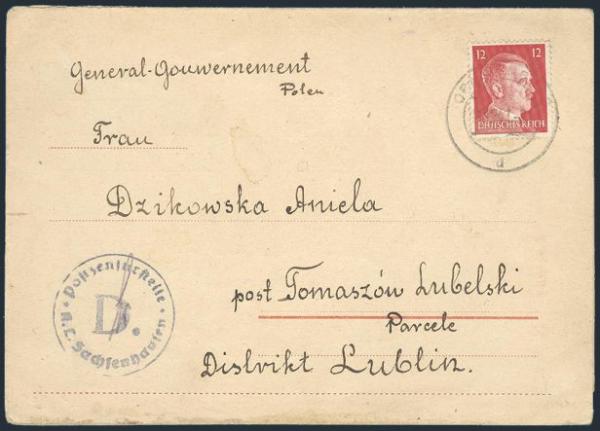 General-Gouvernement
Polen
12 12
DEUTSCHES REICH
d
Frau
Dzikowska Aniela
post Tomaszów Lubelski
Parcele
Distrikt Lublin.
Postzensurstelle
D.
K.L. Sachsenhausen